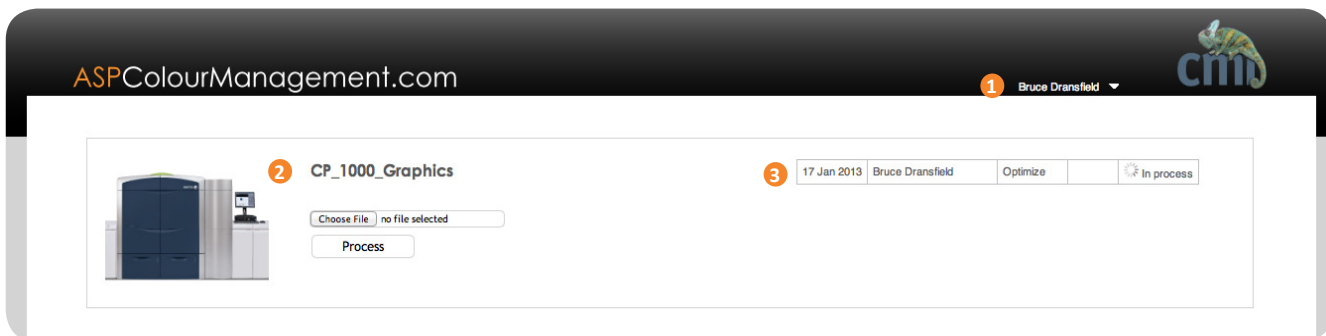 ASPColourManagement.com
1 Bruce Dransfield
cmi
2 CP_1000_Graphics
3 17 Jan 2013 Bruce Dransfield Optimize In process
Choose File no file selected
Process